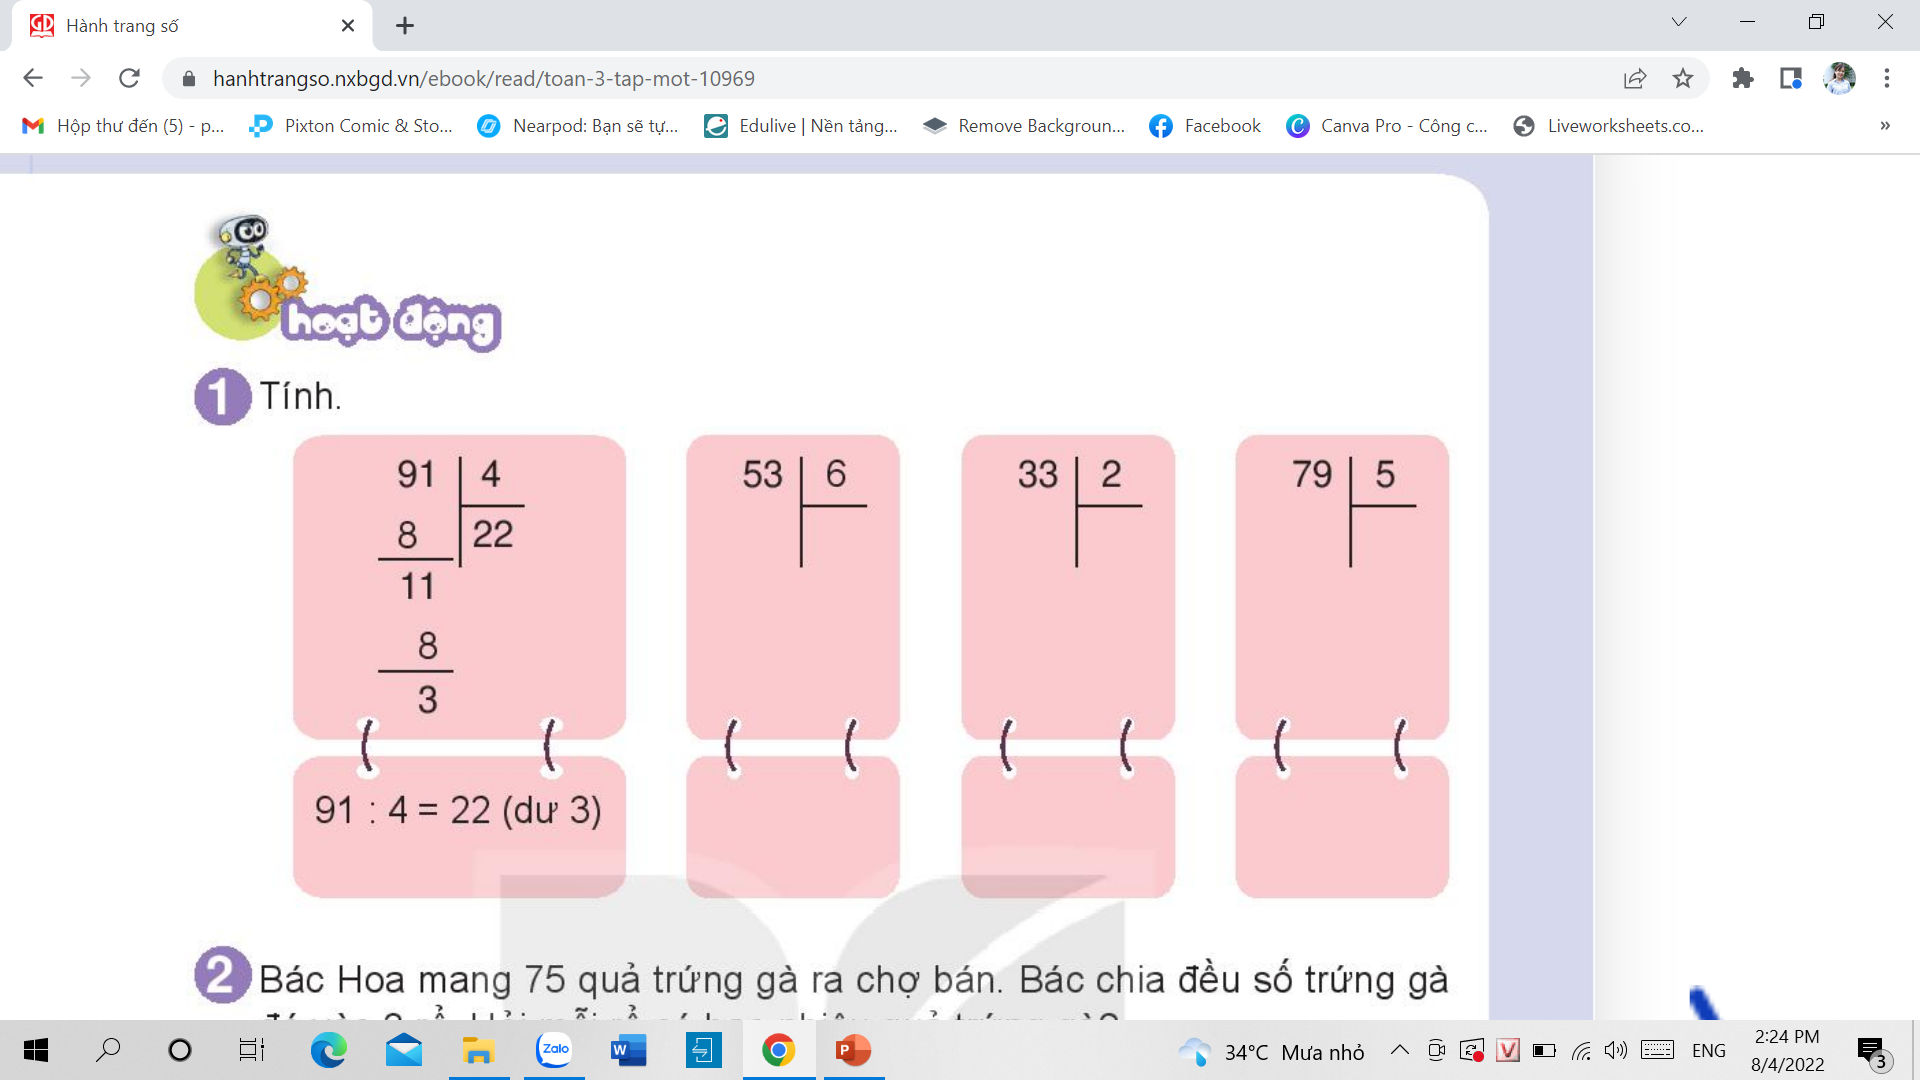 Hành trang số
hanhtrangso.nxbgd.vn/ebook/read/toan-3-tap-mot-10969
Hộp thư đến (5) - p... Pixton Comic & Sto... Nearpod: Bạn sẽ tự... Edulive | Nền tảng... Remove Backgroun... Facebook Canva Pro - Công c... Liveworksheets.co... »
hoạt động
1 Tính.
91 4 53 6 33 2 79 5
8 22
11
8
3
91 : 4 = 22 (dư 3)
2 Bác Hoa mang 75 quả trứng gà ra chợ bán. Bác chia đều số trứng gà
34°C Mưa nhỏ ENG 2:24 PM
8/4/2022 3